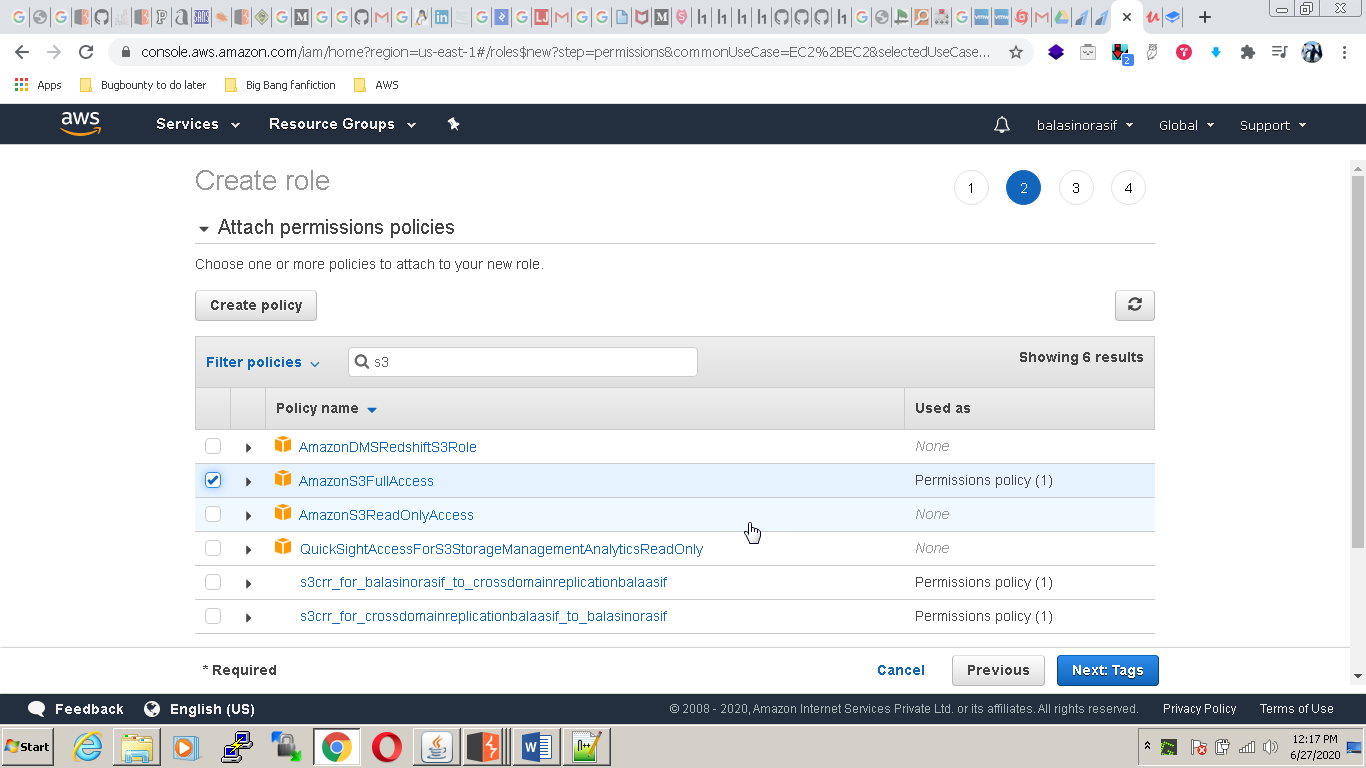 console.aws.amazon.com/iam/home?region=us-east-1#/roles$new?step=permissions&commonUseCase=EC2%2BEC2&selectedUseCase...
2
Apps Bugbounty to do later Big Bang fanfiction AWS
aws Services Resource Groups balasinorasif Global Support
Create role 1 2 3 4
Attach permissions policies
Choose one or more policies to attach to your new role.
Create policy
Filter policies s3 Showing 6 results
Policy name Used as
AmazonDMSRedshiftS3Role None
AmazonS3FullAccess Permissions policy (1)
AmazonS3ReadOnlyAccess None
QuickSightAccessForS3StorageManagementAnalyticsReadOnly None
s3crr_for_balasinorasif_to_crossdomainreplicationbalaasif Permissions policy (1)
s3crr_for_crossdomainreplicationbalaasif_to_balasinorasif Permissions policy (1)
* Required Cancel Previous Next: Tags
Feedback English (US) © 2008 - 2020, Amazon Internet Services Private Ltd. or its affiliates. All rights reserved. Privacy Policy Terms of Use
Start 12:17 PM
6/27/2020